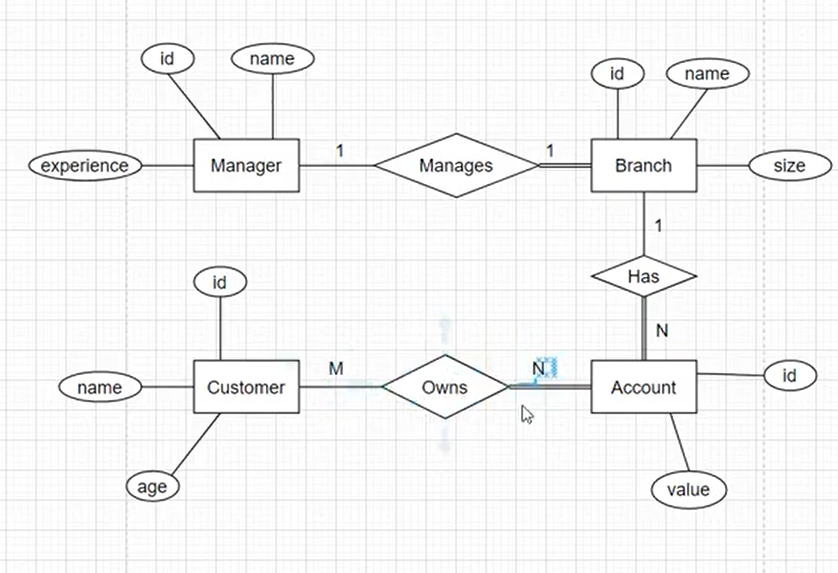 id
name
id
name
experience
Manager
1
Manages
1
Branch
size
1
id
Has
N
M
N
name
Customer
Owns
Account
id
age
value